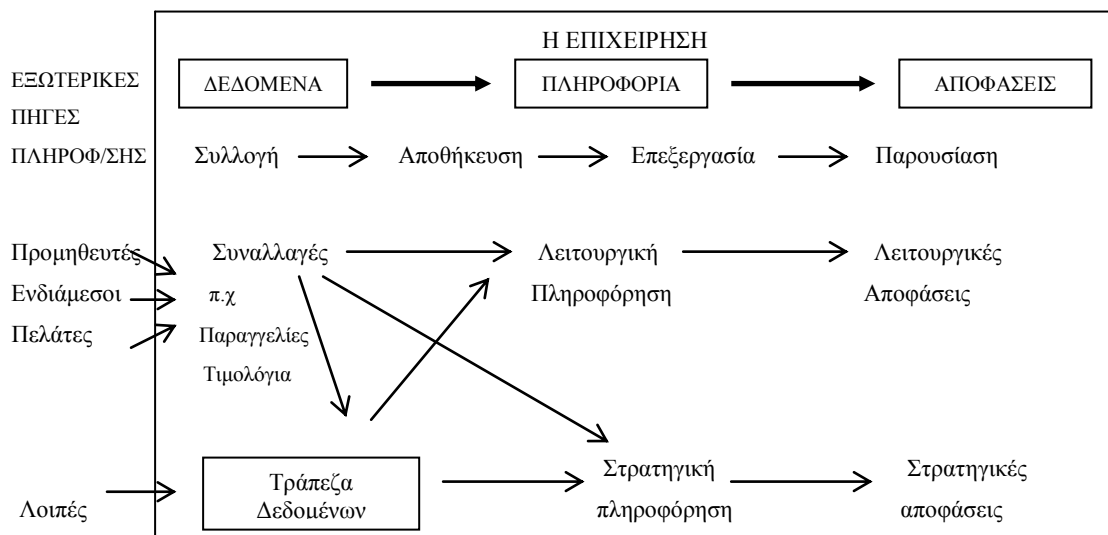 Η ΕΠΙΧΕΙΡΗΣΗ
ΕΞΩΤΕΡΙΚΕΣ
ΠΗΓΕΣ
ΠΛΗΡΟΦ/ΣΗΣ
ΔΕΔΟΜΕΝΑ
ΠΛΗΡΟΦΟΡΙΑ
ΑΠΟΦΑΣΕΙΣ
Συλλογή
Αποθήκευση
Επεξεργασία
Παρουσίαση
Προμηθευτές
Ενδιάμεσοι
Πελάτες
Συναλλαγές
π.χ
Παραγγελίες
Τιμολόγια
Λειτουργική
Πληροφόρηση
Λειτουργικές
Αποφάσεις
Λοιπές
Τράπεζα
Δεδομένων
Στρατηγική
πληροφόρηση
Στρατηγικές
αποφάσεις